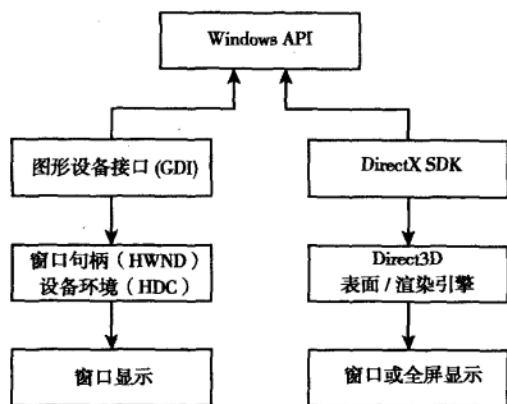 Windows API
图形设备接口 (GDI)
DirectX SDK
窗口句柄（HWND）
设备环境（HDC）
Direct3D
表面 / 渲染引擎
窗口显示
窗口或全屏显示